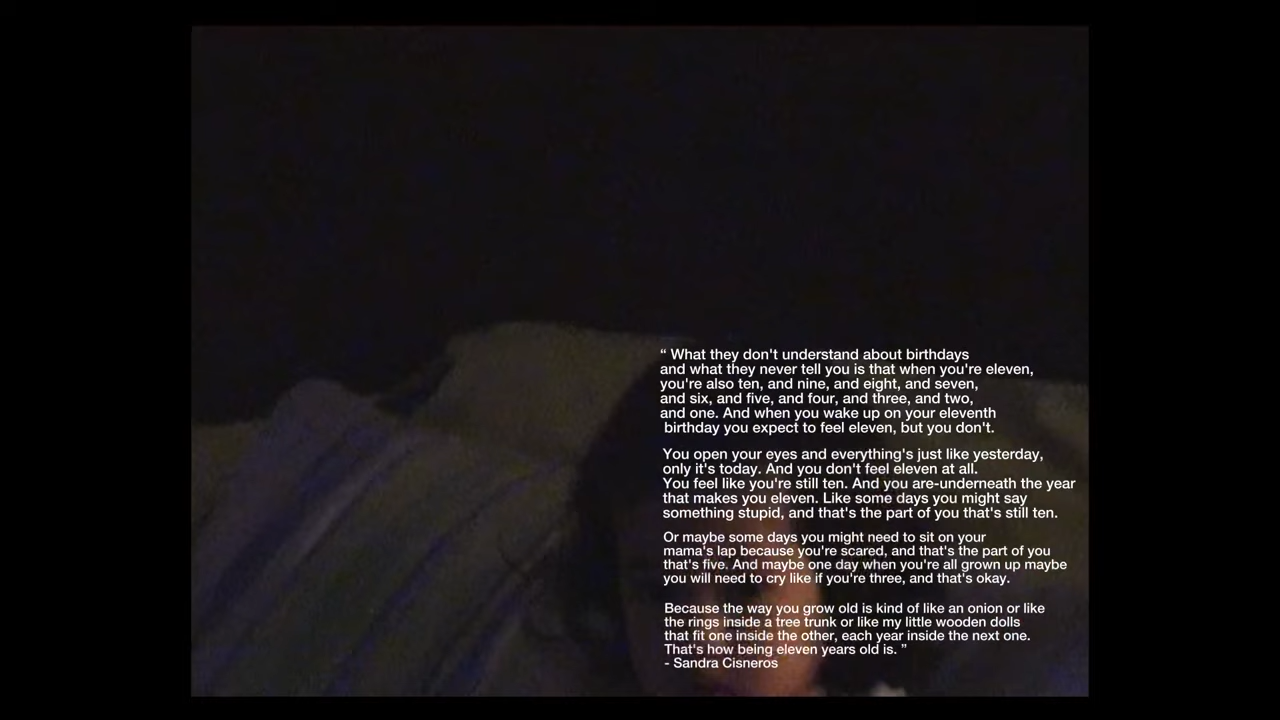 “ What they don't understand about birthdays
and what they never tell you is that when you're eleven,
you're also ten, and nine, and eight, and seven,
and six, and five, and four, and three, and two,
and one. And when you wake up on your eleventh
birthday you expect to feel eleven, but you don't.
You open your eyes and everything's just like yesterday,
only it's today. And you don't feel eleven at all.
You feel like you're still ten. And you are-underneath the year
that makes you eleven. Like some days you might say
something stupid, and that's the part of you that's still ten.
Or maybe some days you might need to sit on your
mama's lap because you're scared, and that's the part of you
that's five. And maybe one day when you're all grown up maybe
you will need to cry like if you're three, and that's okay.
Because the way you grow old is kind of like an onion or like
the rings inside a tree trunk or like my little wooden dolls
that fit one inside the other, each year inside the next one.
That's how being eleven years old is. ”
- Sandra Cisneros